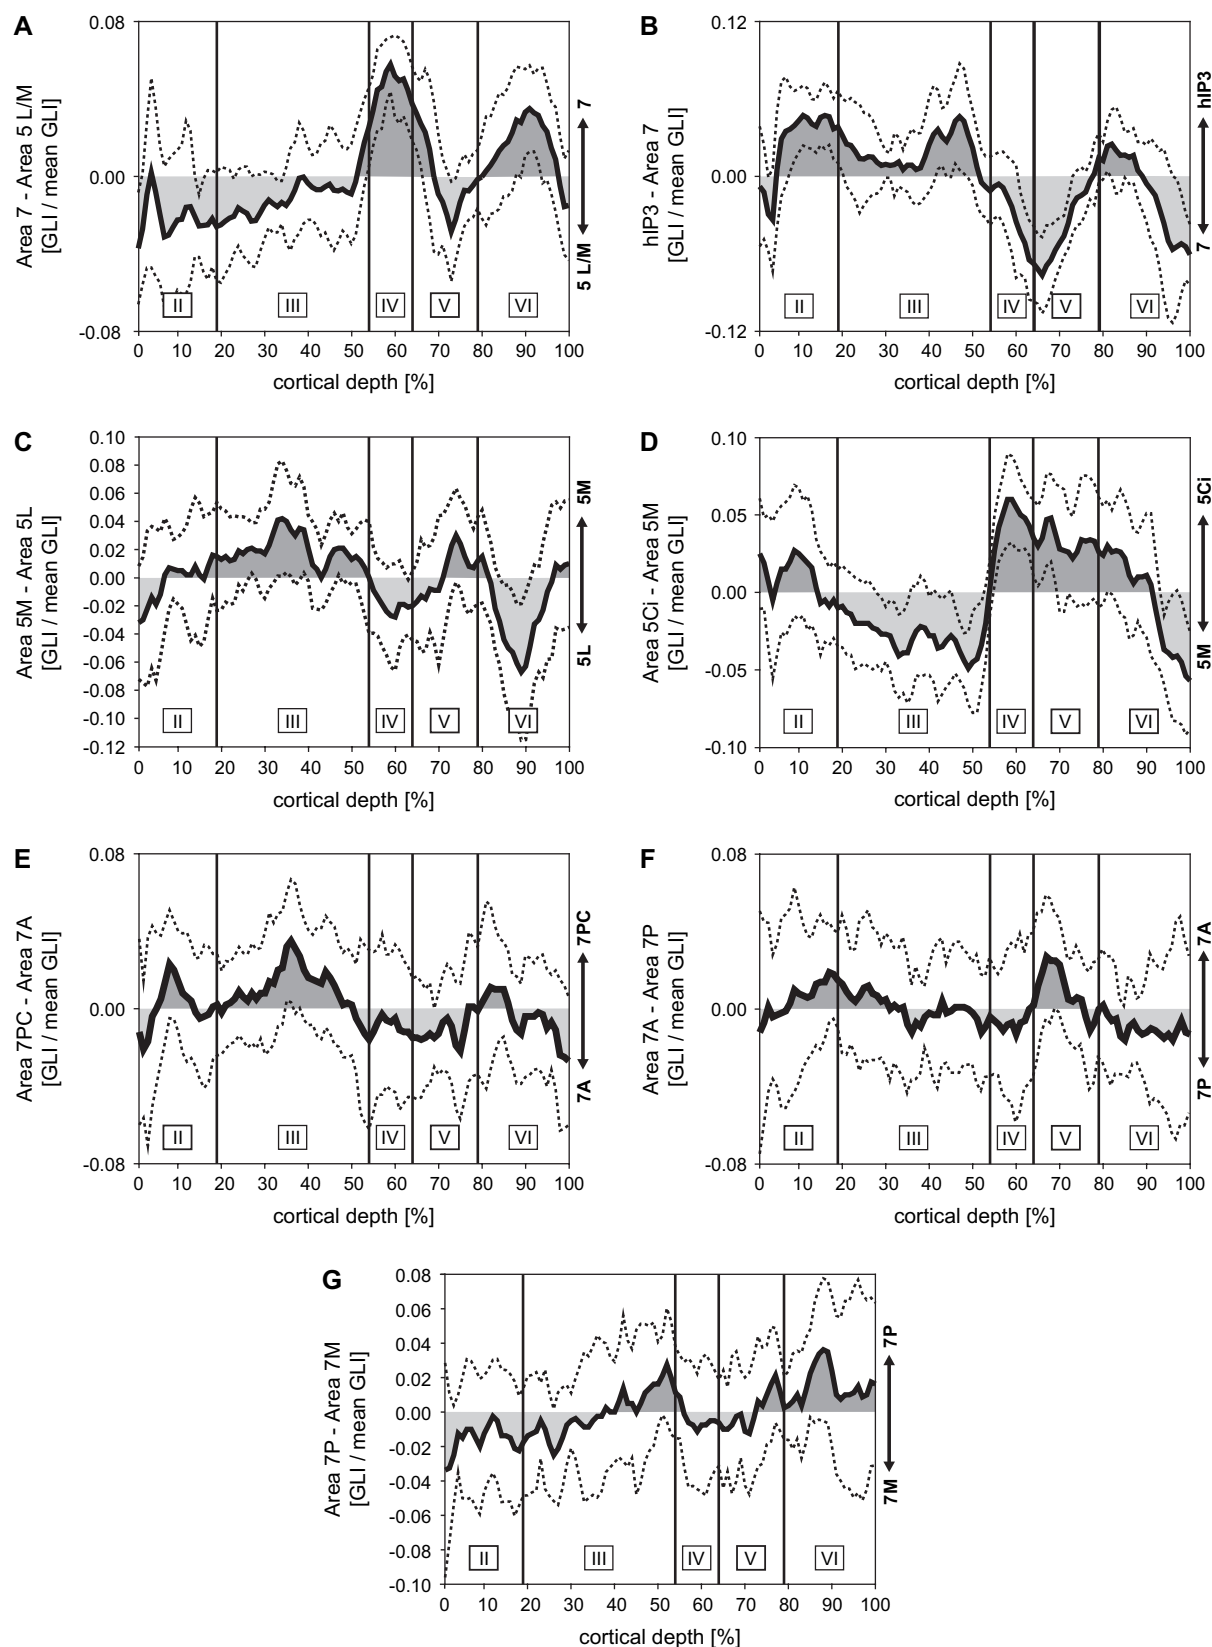 A
0.08
0.00
-0.08
Area 7 - Area 5 L/M
[GLI / mean GLI]
7
5 L/M
II III IV V VI
0 10 20 30 40 50 60 70 80 90 100
cortical depth [%]
B
0.12
0.00
-0.12
hIP3 - Area 7
[GLI / mean GLI]
hIP3
7
II III IV V VI
0 10 20 30 40 50 60 70 80 90 100
cortical depth [%]
C
0.10
0.08
0.06
0.04
0.02
0.00
-0.02
-0.04
-0.06
-0.08
-0.10
-0.12
Area 5M - Area 5L
[GLI / mean GLI]
5M
5L
II III IV V VI
0 10 20 30 40 50 60 70 80 90 100
cortical depth [%]
D
0.10
0.05
0.00
-0.05
-0.10
Area 5Ci - Area 5M
[GLI / mean GLI]
5Ci
5M
II III IV V VI
0 10 20 30 40 50 60 70 80 90 100
cortical depth [%]
E
0.08
0.00
-0.08
Area 7PC - Area 7A
[GLI / mean GLI]
7PC
7A
II III IV V VI
0 10 20 30 40 50 60 70 80 90 100
cortical depth [%]
F
0.08
0.00
-0.08
Area 7A - Area 7P
[GLI / mean GLI]
7A
7P
II III IV V VI
0 10 20 30 40 50 60 70 80 90 100
cortical depth [%]
G
0.08
0.06
0.04
0.02
0.00
-0.02
-0.04
-0.06
-0.08
-0.10
Area 7P - Area 7M
[GLI / mean GLI]
7P
7M
II III IV V VI
0 10 20 30 40 50 60 70 80 90 100
cortical depth [%]